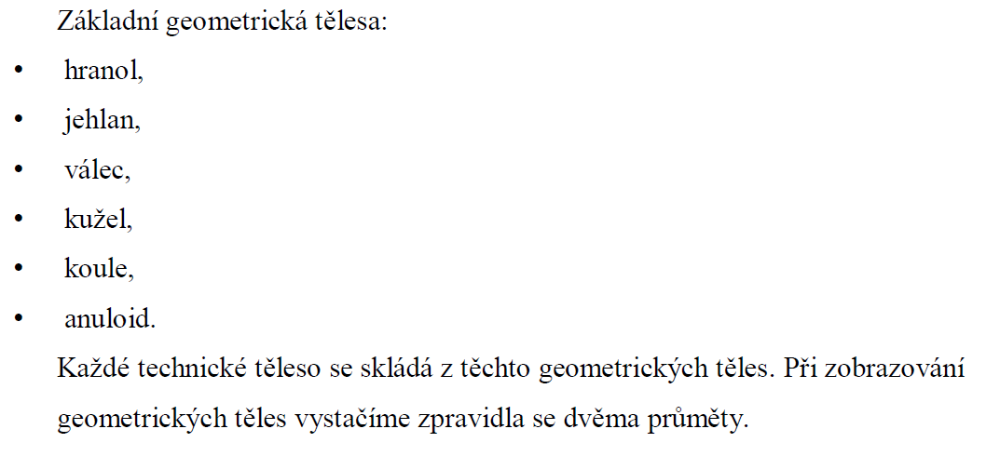 Základní geometrická tělesa:
• hranol,
• jehlan,
• válec,
• kužel,
• koule,
• anuloid.
Každé technické těleso se skládá z těchto geometrických těles. Při zobrazování
geometrických těles vystačíme zpravidla se dvěma průměty.